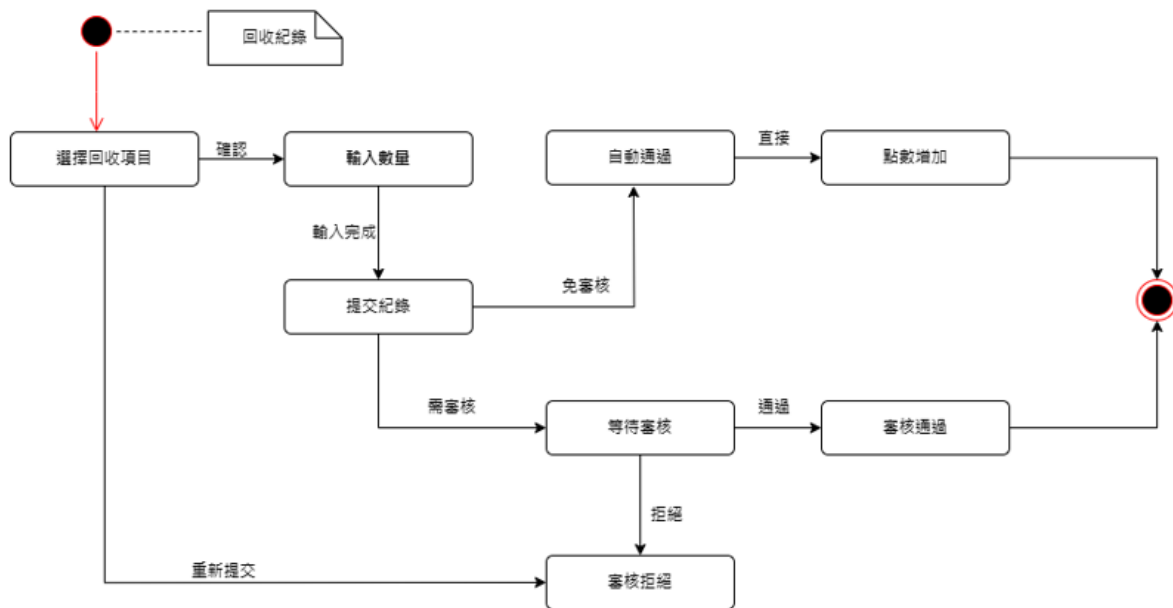 回收紀錄
選擇回收項目
確認
輸入數量
自動通過
直接
點數增加
輸入完成
提交紀錄
免審核
需審核
等待審核
通過
審核通過
拒絕
重新提交
審核拒絕